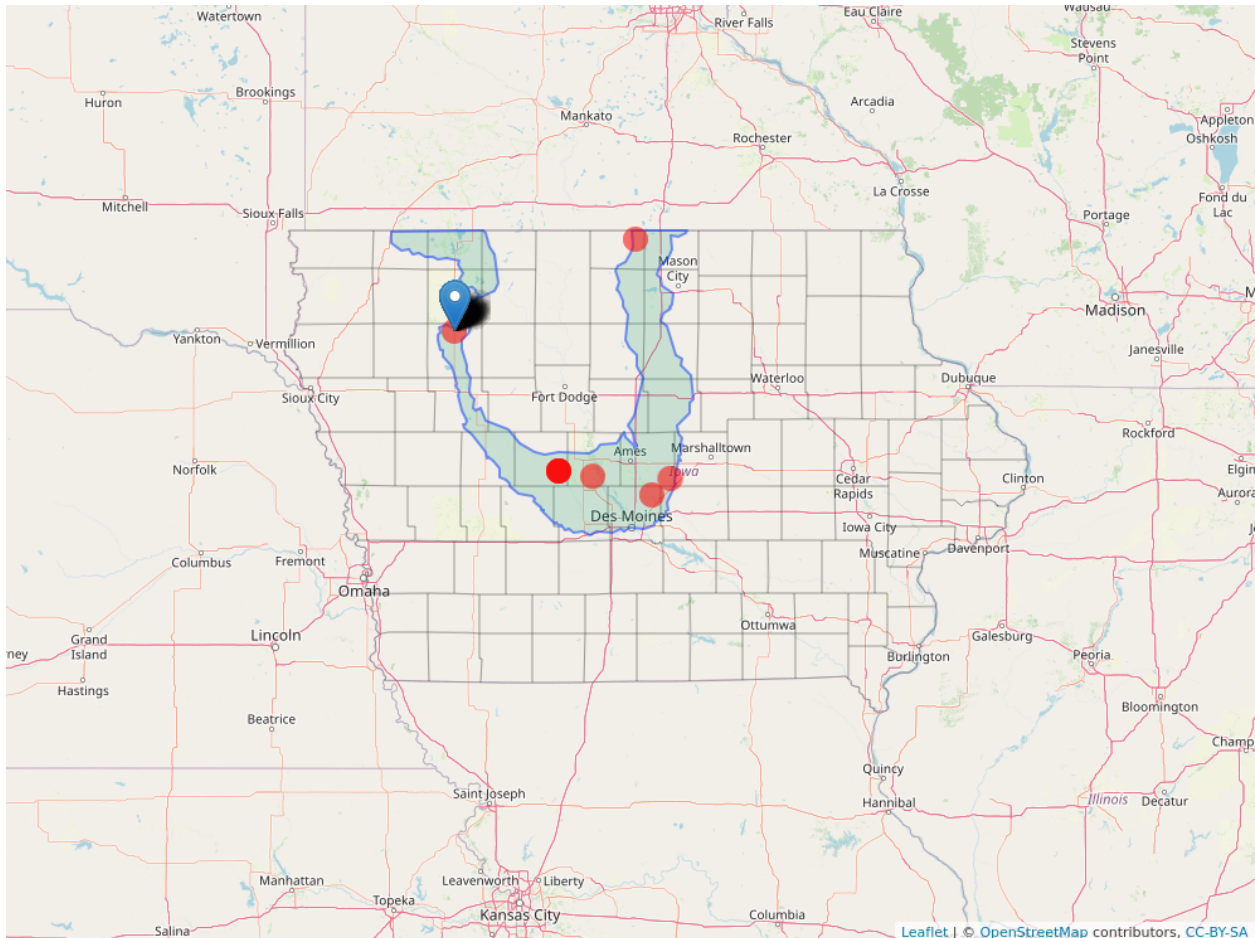 Watertown
River Falls
Eau Claire
Wausau
Stevens
Point
Huron
Brookings
Mankato
Arcadia
Appleton
Oshkosh
Rochester
La Crosse
Mitchell
Sioux Falls
Portage
Fond du
Lac
Mason
City
M
Madison
Yankton
Vermillion
Janesville
Sioux City
Fort Dodge
Waterloo
Dubuque
Rockford
Norfolk
Ames
Marshalltown
Iowa
Cedar
Rapids
Clinton
Elgin
Aurora
Des Moines
Iowa City
Jo
Columbus
Fremont
Muscatine
Davenport
Omaha
Grand
Island
Lincoln
Ottumwa
Galesburg
ney
Burlington
Peoria
Hastings
Bloomington
Beatrice
Champ
Quincy
Saint Joseph
Hannibal
Illinois
Decatur
Manhattan
Leavenworth
Liberty
Topeka
Kansas City
Columbia
Salina
Leaflet | © OpenStreetMap contributors, CC-BY-SA